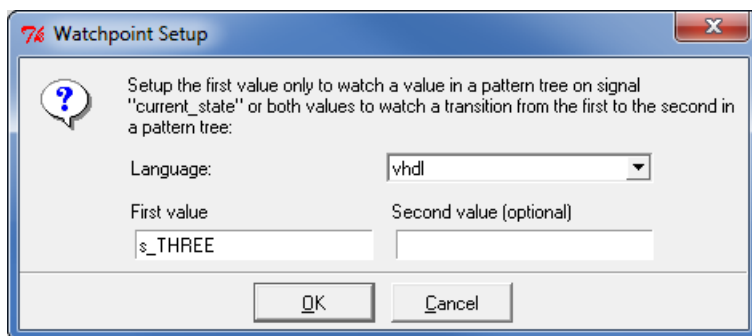 Watchpoint Setup
Setup the first value only to watch a value in a pattern tree on signal
"current_state" or both values to watch a transition from the first to the second in
a pattern tree:
Language:
vhdl
First value
Second value (optional)
s_THREE
OK
Cancel